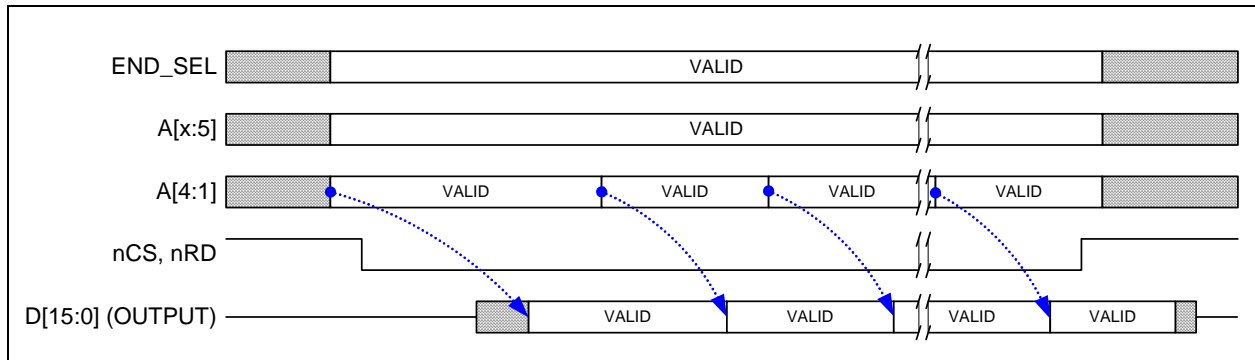 END_SEL VALID
A[x:5] VALID
A[4:1] VALID VALID VALID VALID
nCS, nRD
D[15:0] (OUTPUT) VALID VALID VALID VALID